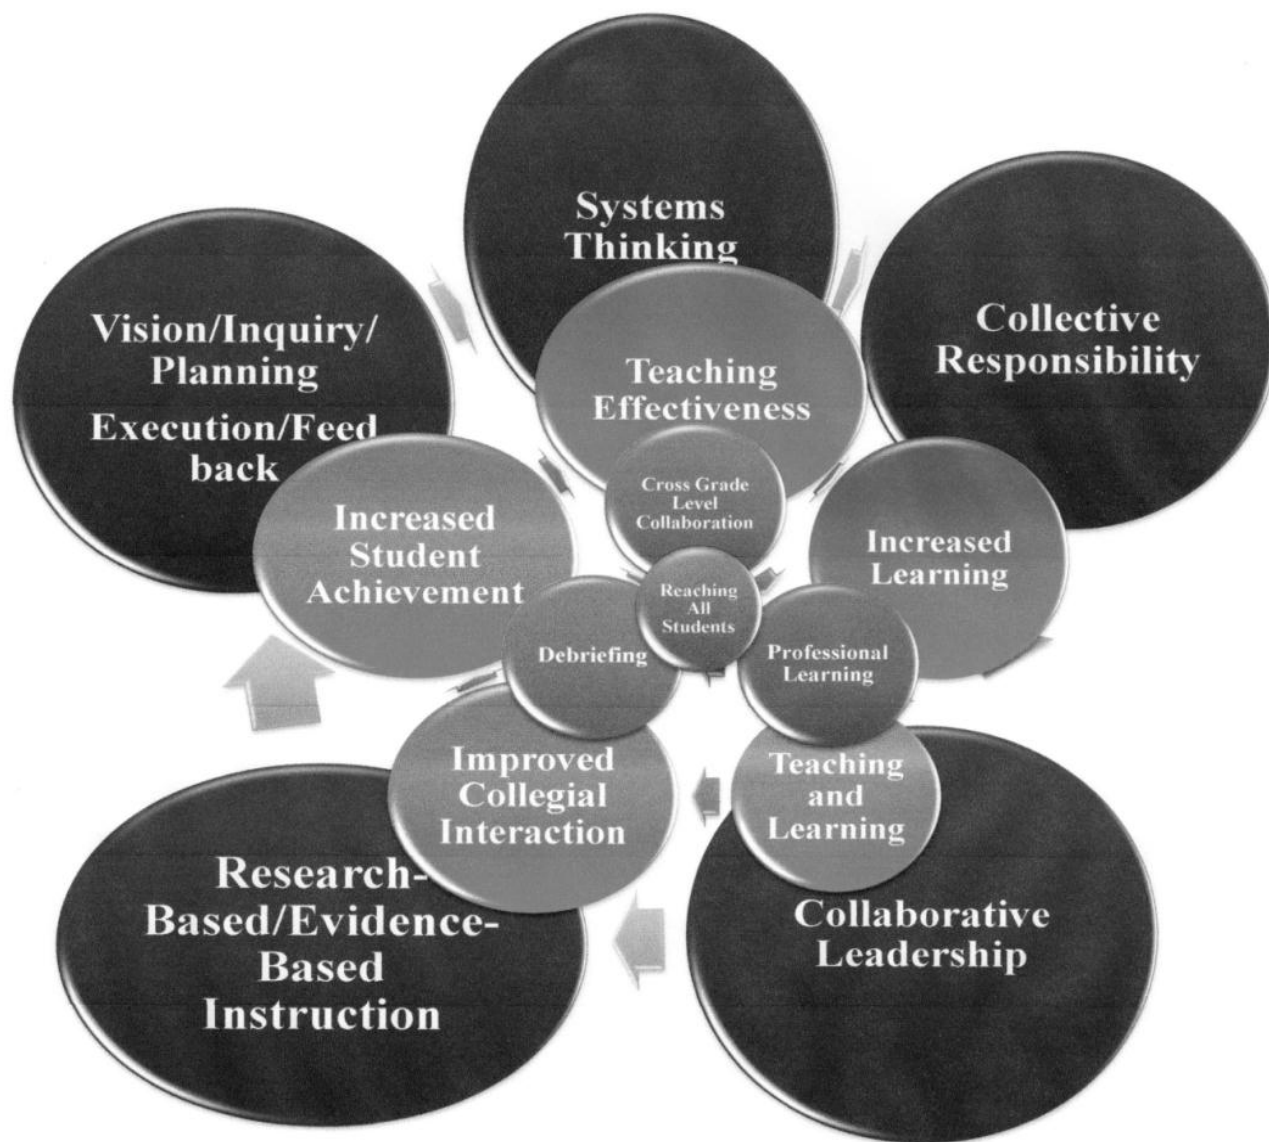 Systems
Thinking
Vision/Inquiry/
Planning
Execution/Feed
back
Collective
Responsibility
Teaching
Effectiveness
Cross Grade
Level
Collaboration
Increased
Student
Achievement
Increased
Learning
Reaching
All
Students
Debriefing
Professional
Learning
Improved
Collegial
Interaction
Teaching
and
Learning
Research-
Based/Evidence-
Based
Instruction
Collaborative
Leadership